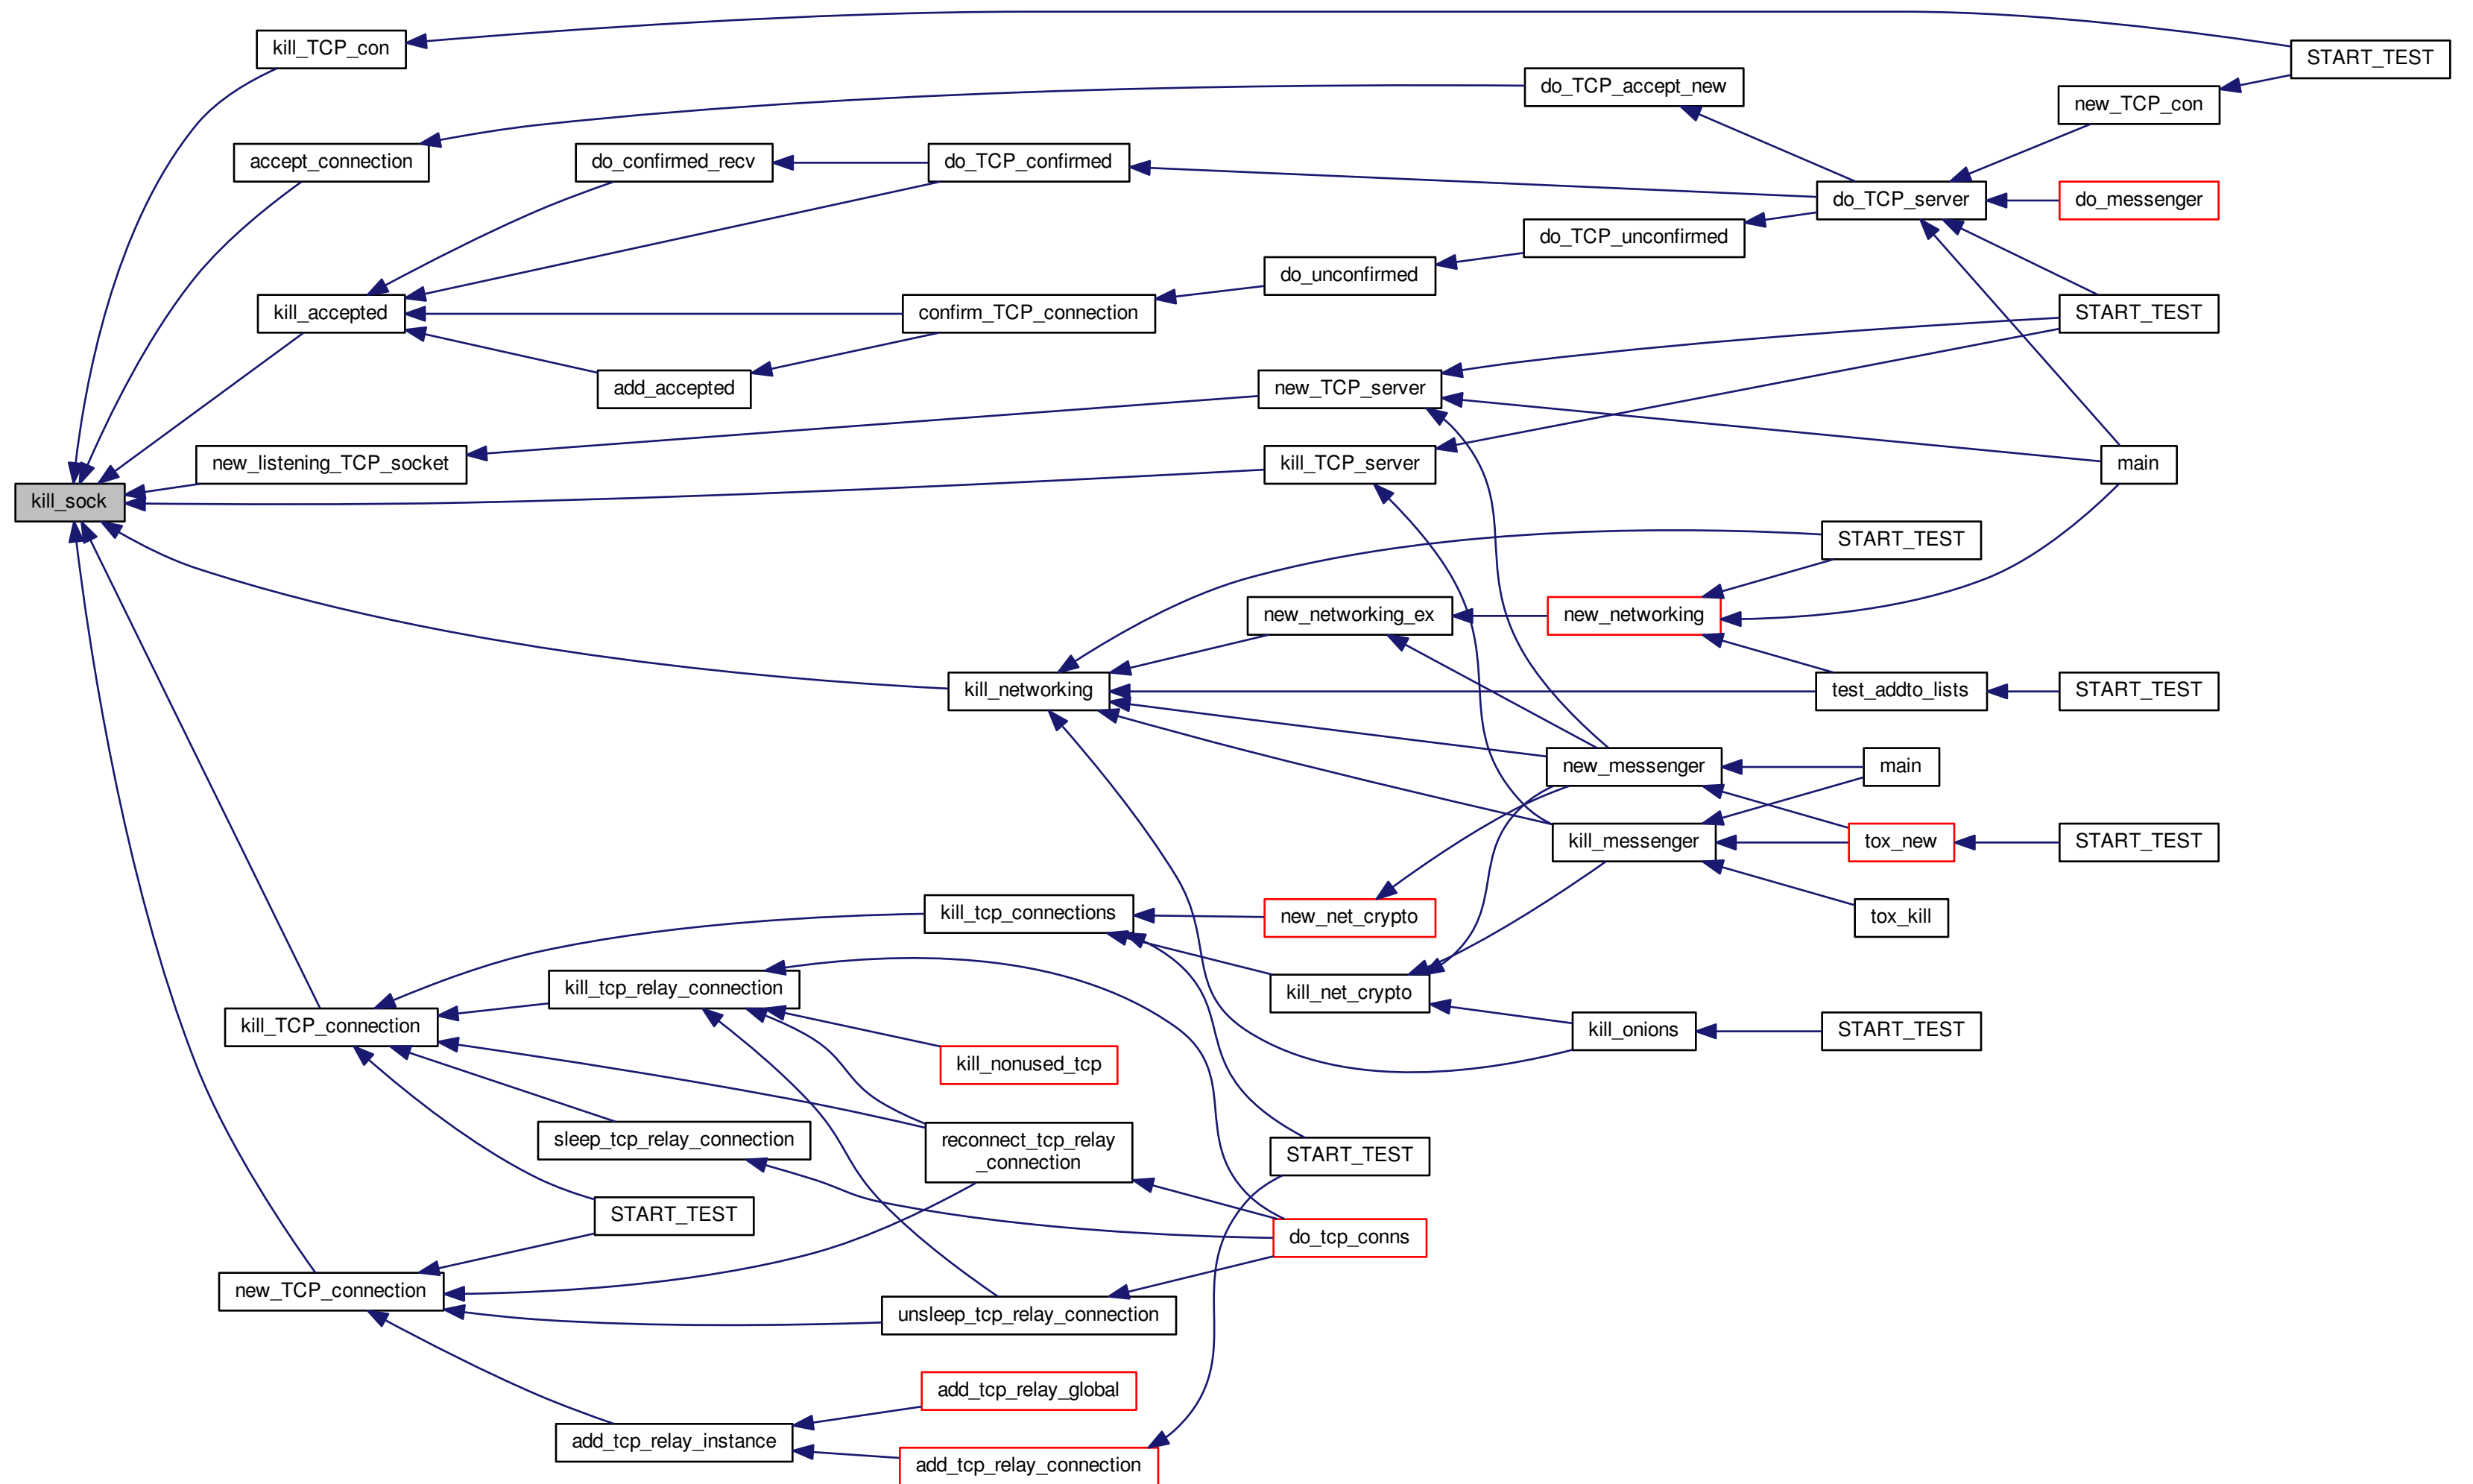 kill_TCP_con
START_TEST
do_TCP_accept_new
new_TCP_con
accept_connection
do_confirmed_recv
do_TCP_confirmed
do_TCP_server
do_messenger
do_TCP_unconfirmed
do_unconfirmed
kill_accepted
confirm_TCP_connection
START_TEST
add_accepted
new_TCP_server
new_listening_TCP_socket
kill_TCP_server
main
kill_sock
START_TEST
new_networking_ex
new_networking
kill_networking
test_addto_lists
START_TEST
new_messenger
main
kill_messenger
tox_new
START_TEST
kill_tcp_connections
new_net_crypto
tox_kill
kill_tcp_relay_connection
kill_net_crypto
kill_TCP_connection
kill_onions
START_TEST
kill_nonused_tcp
sleep_tcp_relay_connection
reconnect_tcp_relay
_connection
START_TEST
START_TEST
do_tcp_conns
new_TCP_connection
unsleep_tcp_relay_connection
add_tcp_relay_global
add_tcp_relay_instance
add_tcp_relay_connection